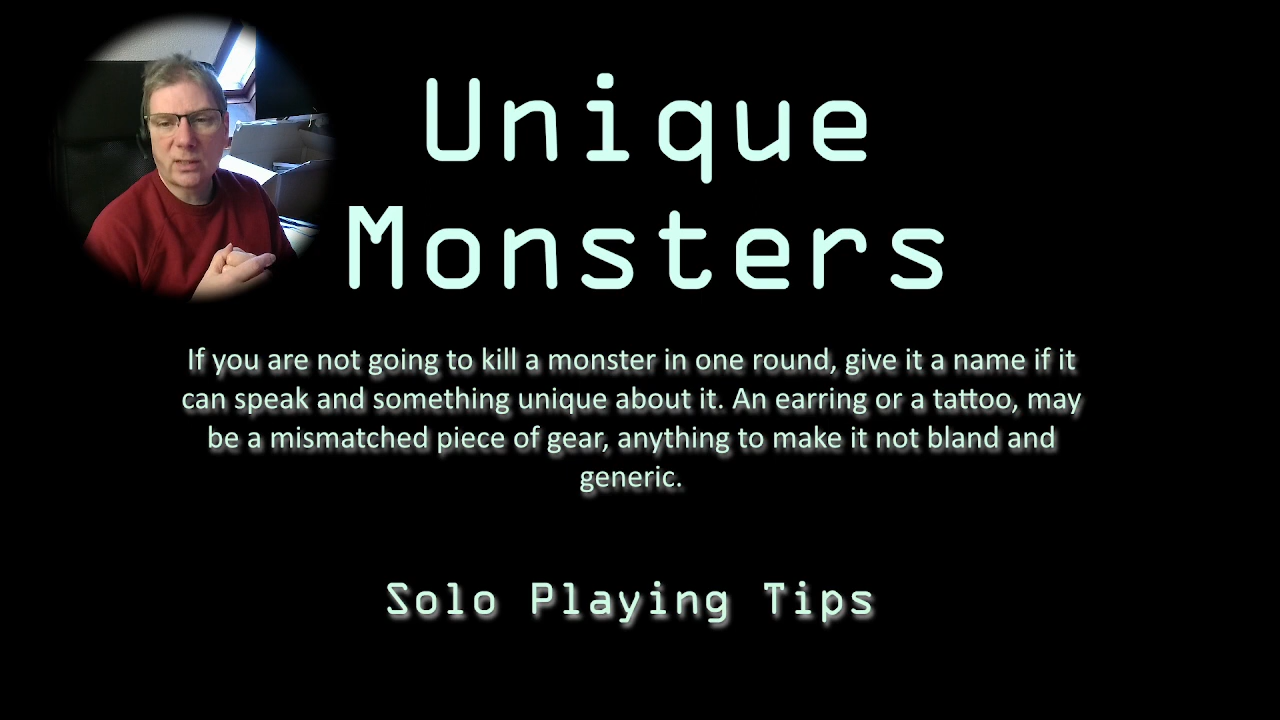 Unique
Monsters
If you are not going to kill a monster in one round, give it a name if it
can speak and something unique about it. An earring or a tattoo, may
be a mismatched piece of gear, anything to make it not bland and
generic.
Solo Playing Tips